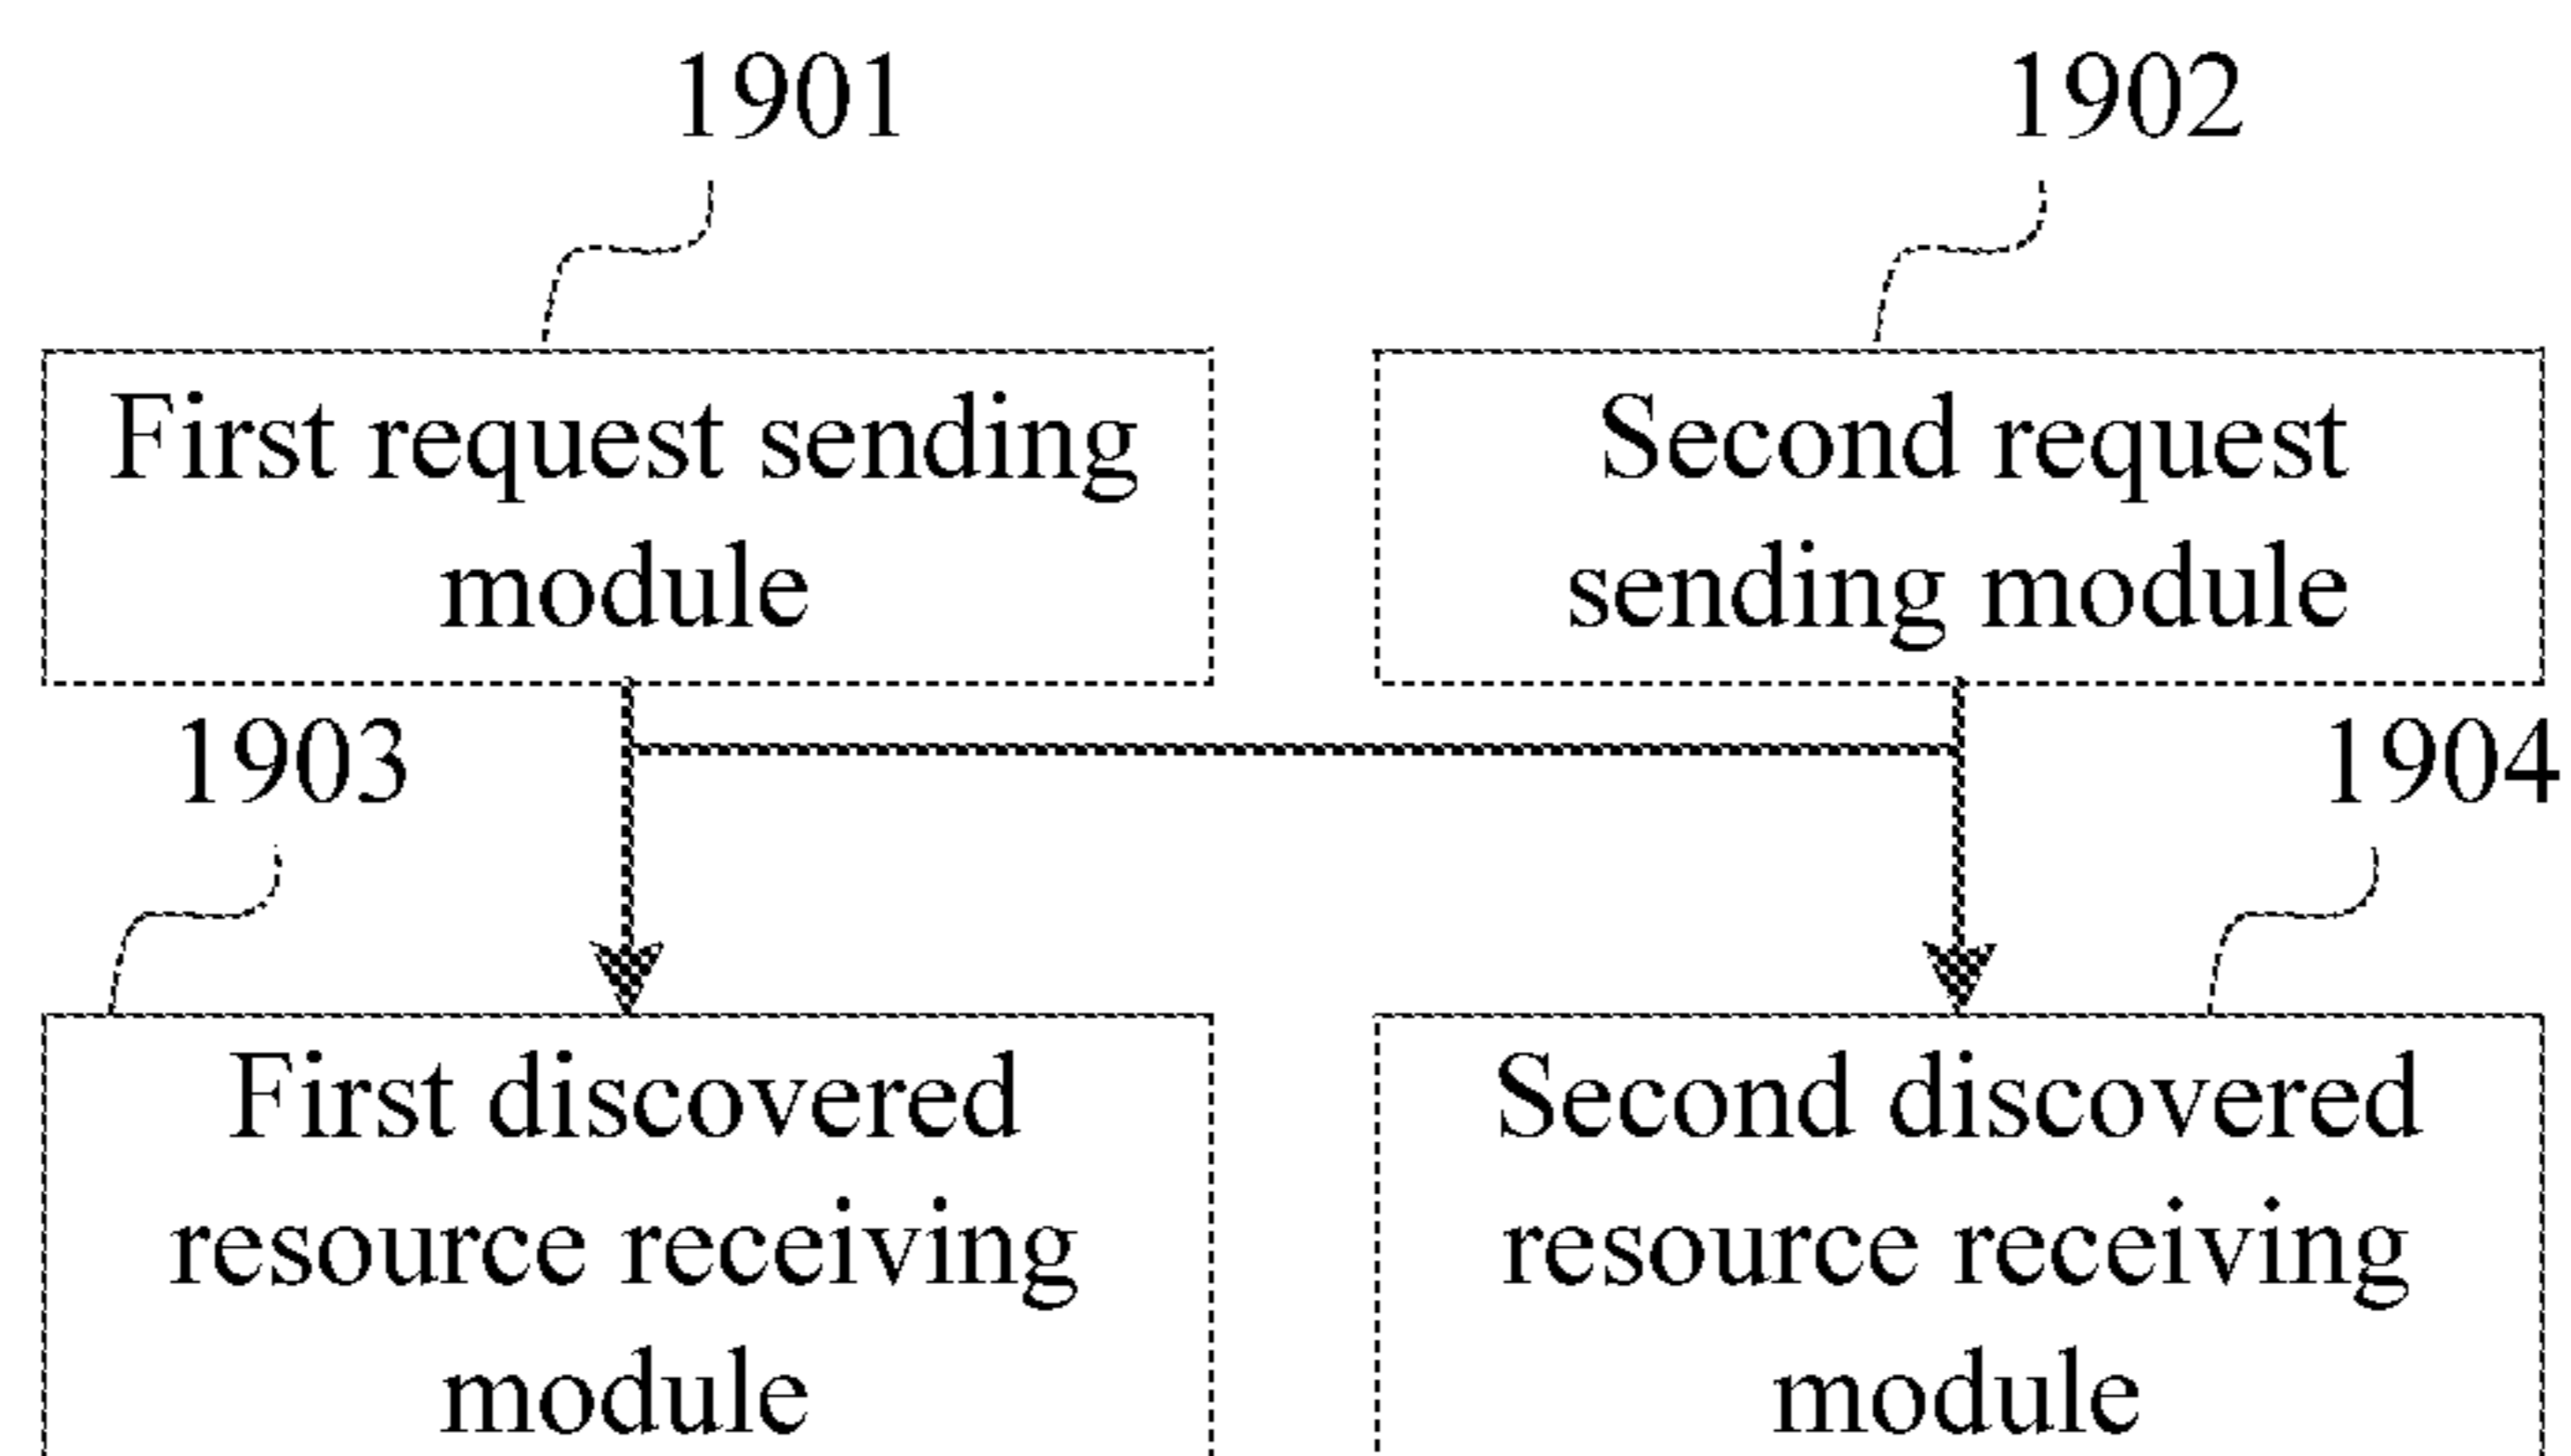 1901
1902
First request sending
module
Second request
sending module
1903
1904
First discovered
resource receiving
module
Second discovered
resource receiving
module